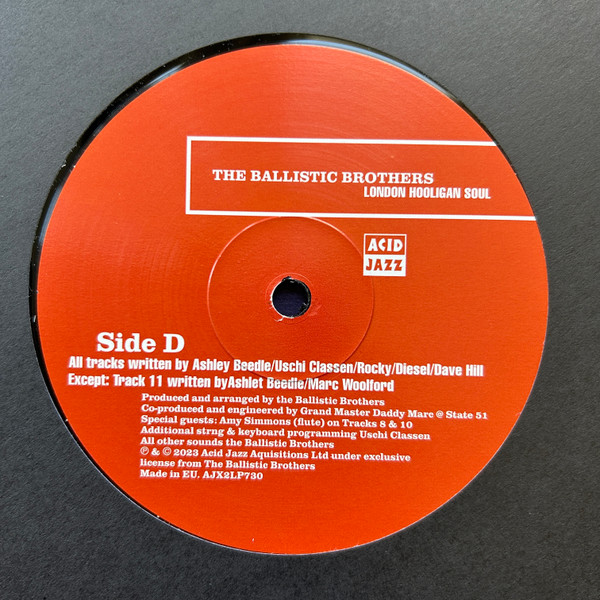 THE BALLISTIC BROTHERS
LONDON HOOLIGAN SOUL
ACID
JAZZ
Side D
All tracks written by Ashley Beedle/Uschi Classen/Rocky/Diesel/Dave Hill
Except: Track 11 written byAshlet Beedle/Marc Woolford
Produced and arranged by the Ballistic Brothers
Co-produced and engineered by Grand Master Daddy Marc @ State 51
Special guests: Amy Simmons (flute) on Tracks 8 & 10
Additional strng & keyboard programming Uschi Classen
All other sounds the Ballistic Brothers
℗ & © 2023 Acid Jazz Aquisitions Ltd under exclusive
license from The Ballistic Brothers
Made in EU. AJX2LP730